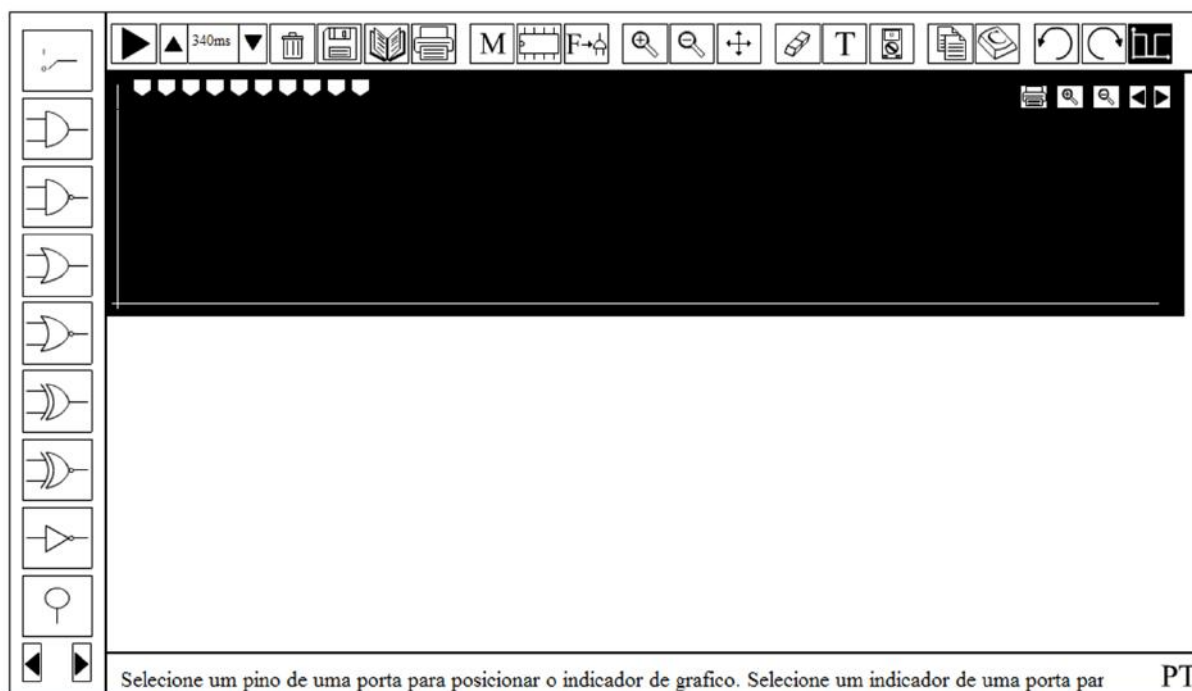 340ms
M
F
T
Selecione um pino de uma porta para posicionar o indicador de grafico. Selecione um indicador de uma porta par
PT